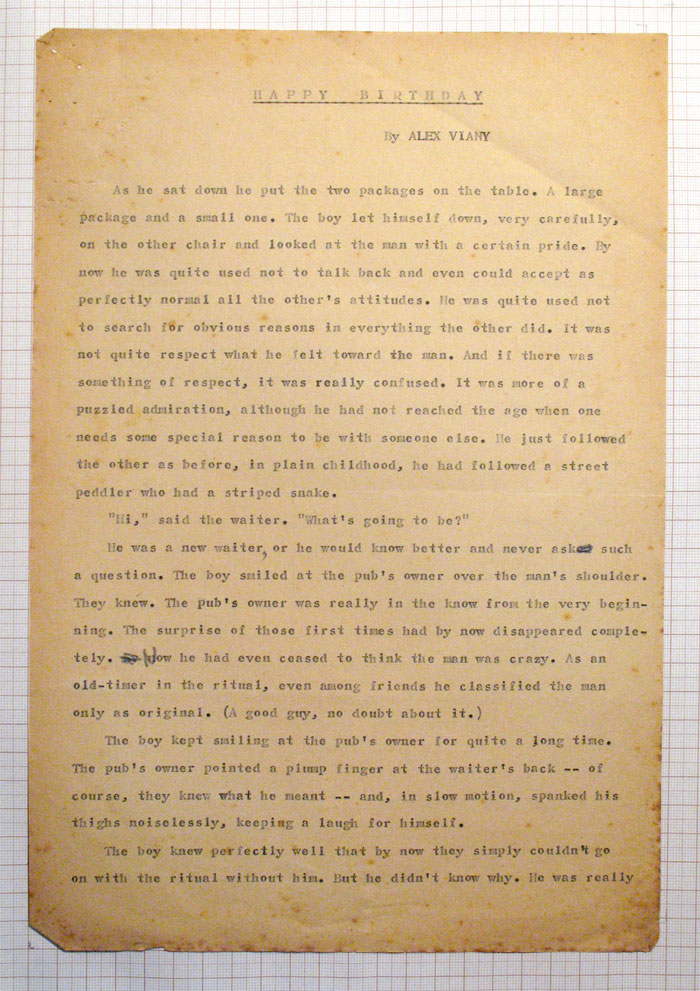 HAPPY BIRTHDAY
By ALEX VIANY
As he sat down he put the two packages on the table. A large
package and a small one. The boy let himself down, very carefully,
on the other chair and looked at the man with a certain pride. By
now he was quite used not to talk back and even could accept as
perfectly normal all the other's attitudes. He was quite used not
to search for obvious reasons in everything the other did. It was
not quite respect what he felt toward the man. And if there was
something of respect, it was really confused. It was more of a
puzzled admiration, although he had not reached the age when one
needs some special reason to be with someone else. He just followed
the other as before, in plain childhood, he had followed a street
peddler who had a striped snake.
"Hi," said the waiter. "What's going to be?"
He was a new waiter, or he would know better and never ask such
a question. The boy smiled at the pub's owner over the man's shoulder.
They knew. The pub's owner was really in the know from the very begin-
ning. The surprise of those first times had by now disappeared comple-
tely. Now he had even ceased to think the man was crazy. As an
old-timer in the ritual, even among friends he classified the man
only as original. (A good guy, no doubt about it.)
The boy kept smiling at the pub's owner for quite a long time.
The pub's owner pointed a plump finger at the waiter's back -- of
course, they knew what he meant -- and, in slow motion, spanked his
thighs noiselessly, keeping a laugh for himself.
The boy knew perfectly well that by now they simply couldn't go
on with the ritual without him. But he didn't know why. He was really